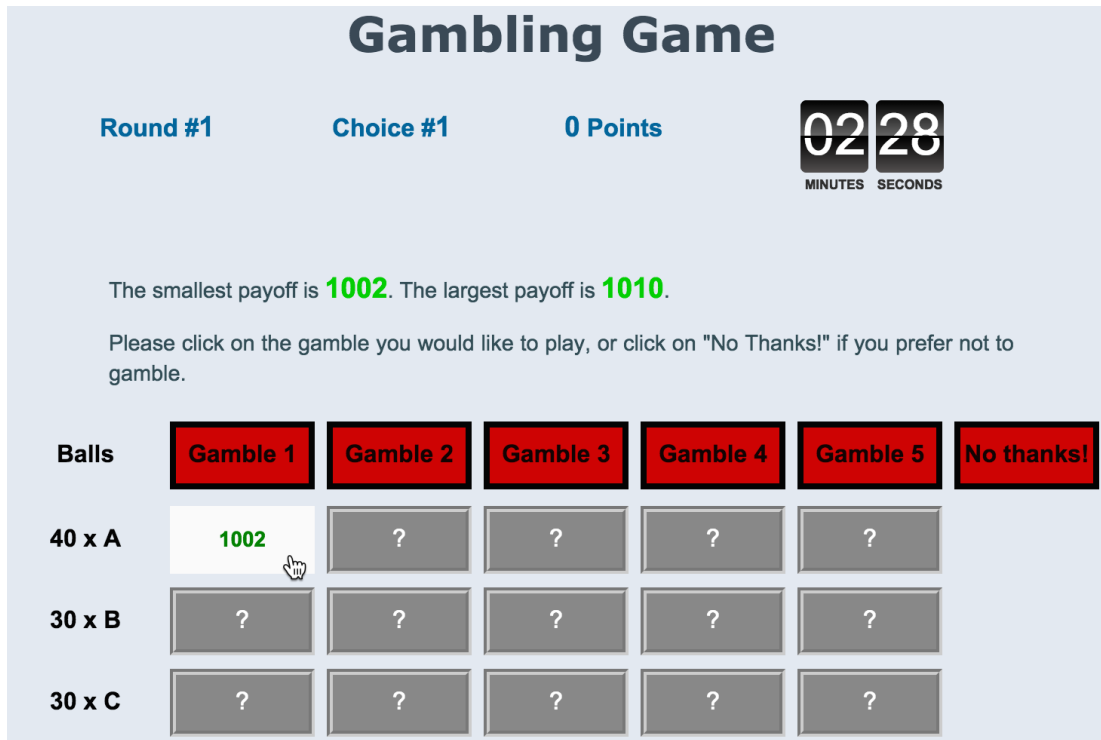 Gambling Game
Round #1 Choice #1 0 Points 02 28
MINUTES SECONDS
The smallest payoff is 1002. The largest payoff is 1010.
Please click on the gamble you would like to play, or click on "No Thanks!" if you prefer not to
gamble.
Balls Gamble 1 Gamble 2 Gamble 3 Gamble 4 Gamble 5 No thanks!
40 x A 1002 ? ? ? ?
30 x B ? ? ? ? ?
30 x C ? ? ? ? ?